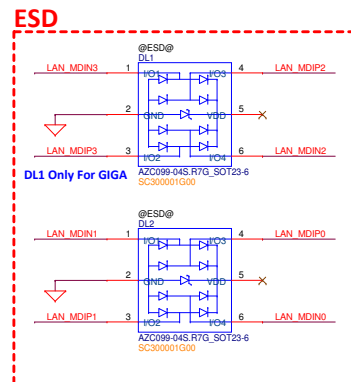 ESD
@ESD@
DL1
LAN_MDIN3 1 I/O1 I/O3 4 LAN_MDIP2
2 GND VDD 5
LAN_MDIP3 3 I/O2 I/O4 6 LAN_MDIN2
DL1 Only For GIGA
AZC099-04S.R7G_SOT23-6
SC300001G00
@ESD@
DL2
LAN_MDIN1 1 I/O1 I/O3 4 LAN_MDIP0
2 GND VDD 5
LAN_MDIP1 3 I/O2 I/O4 6 LAN_MDIN0
AZC099-04S.R7G_SOT23-6
SC300001G00